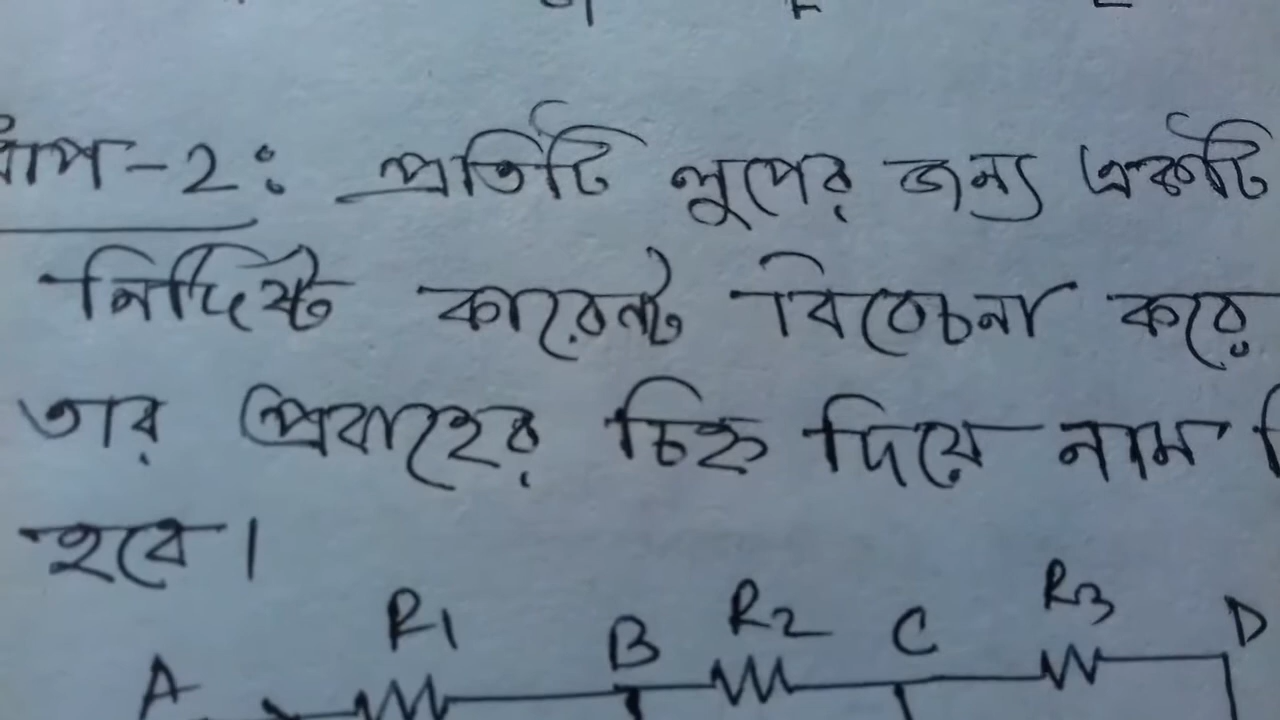 ধাপ-2: প্রতিটি লুপের জন্য একটি
নির্দিষ্ট কারেন্ট বিবেচনা করে
তার প্রবাহের চিহ্ন দিয়ে নাম
হবে।
R1 R2 R3
A B C D